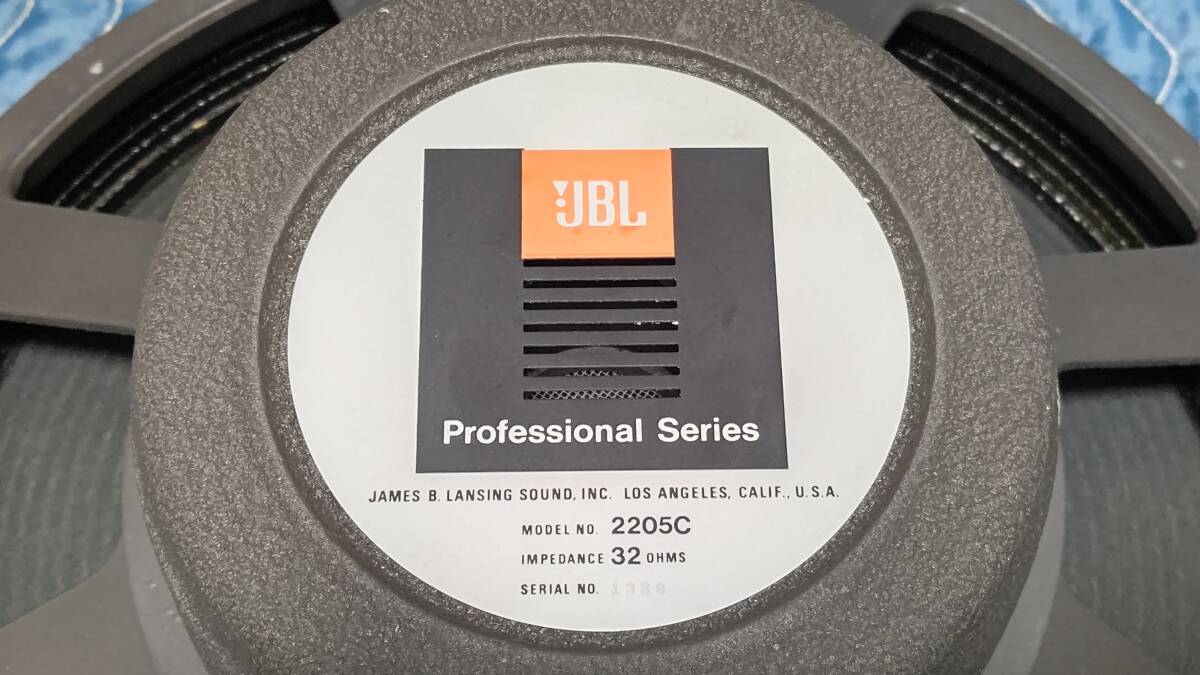 JBL
Professional Series
JAMES B. LANSING SOUND, INC. LOS ANGELES, CALIF., U.S.A.
MODEL NO. 2205C
IMPEDANCE 32 OHMS
SERIAL NO.